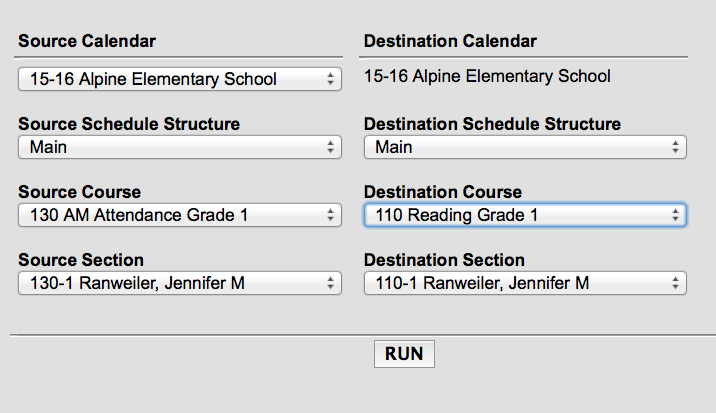 Source Calendar
Destination Calendar
15-16 Alpine Elementary School
15-16 Alpine Elementary School
Source Schedule Structure
Destination Schedule Structure
Main
Main
Source Course
Destination Course
130 AM Attendance Grade 1
110 Reading Grade 1
Source Section
Destination Section
130-1 Ranweiler, Jennifer M
110-1 Ranweiler, Jennifer M
RUN